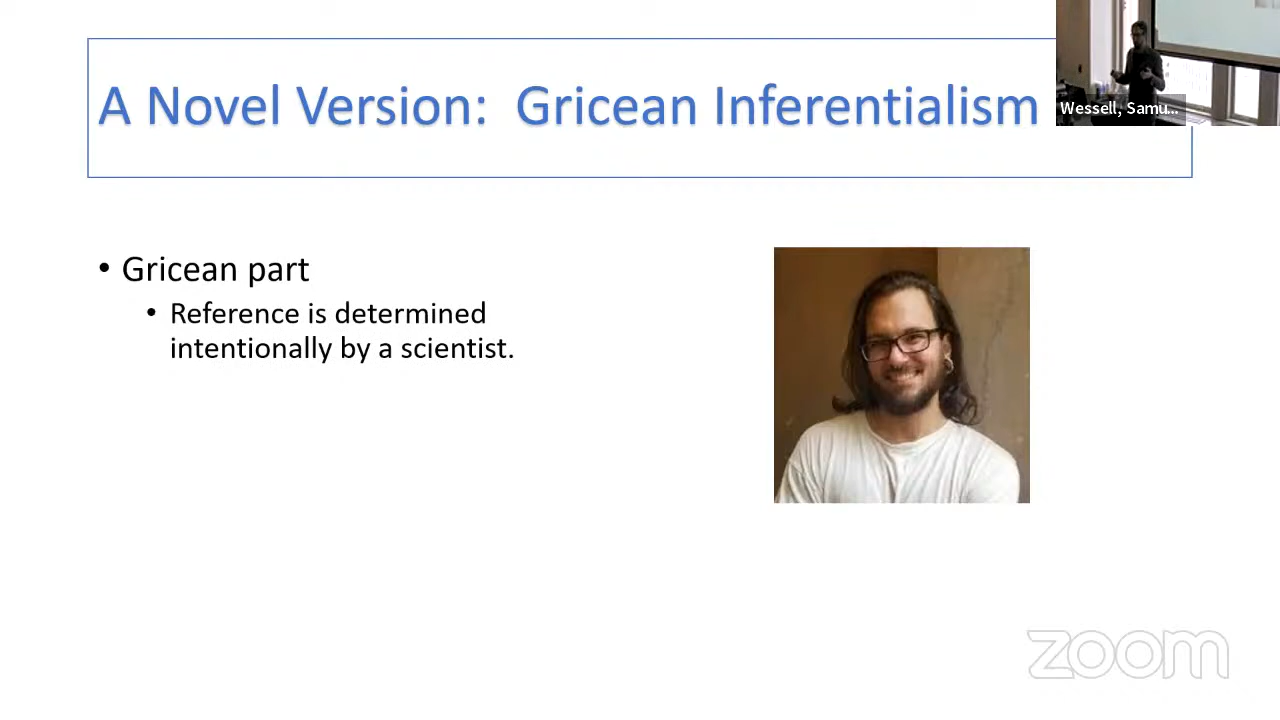 A Novel Version: Gricean Inferentialism
Wessell, Samu...
• Gricean part
• Reference is determined
intentionally by a scientist.
zoom